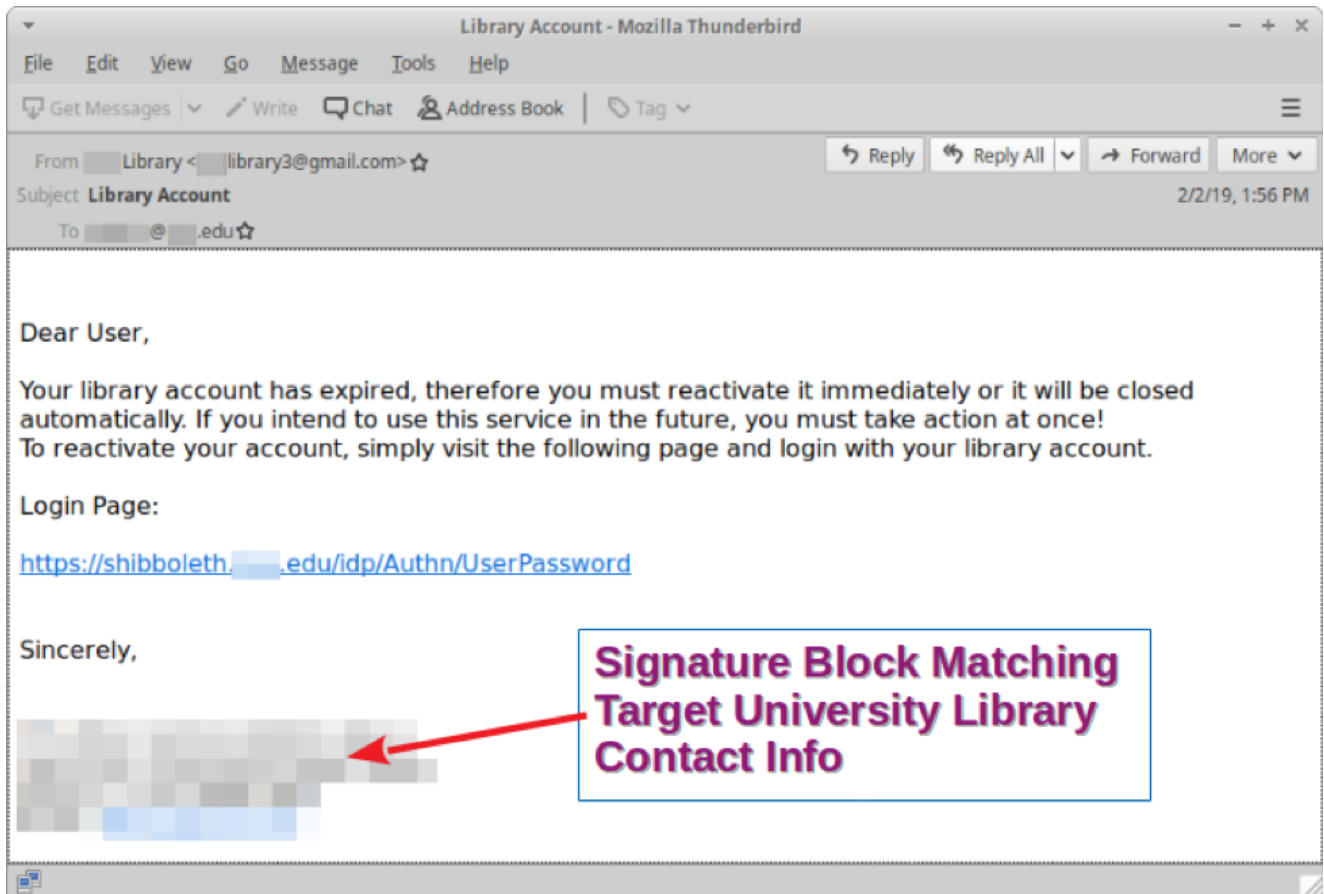 Library Account - Mozilla Thunderbird
File Edit View Go Message Tools Help
Get Messages Write Chat Address Book Tag
From Library < library3@gmail.com> Reply Reply All Forward More
Subject Library Account 2/2/19, 1:56 PM
To @ .edu
Dear User,
Your library account has expired, therefore you must reactivate it immediately or it will be closed
automatically. If you intend to use this service in the future, you must take action at once!
To reactivate your account, simply visit the following page and login with your library account.
Login Page:
https://shibboleth. .edu/idp/Authn/UserPassword
Sincerely,
Signature Block Matching
Target University Library
Contact Info